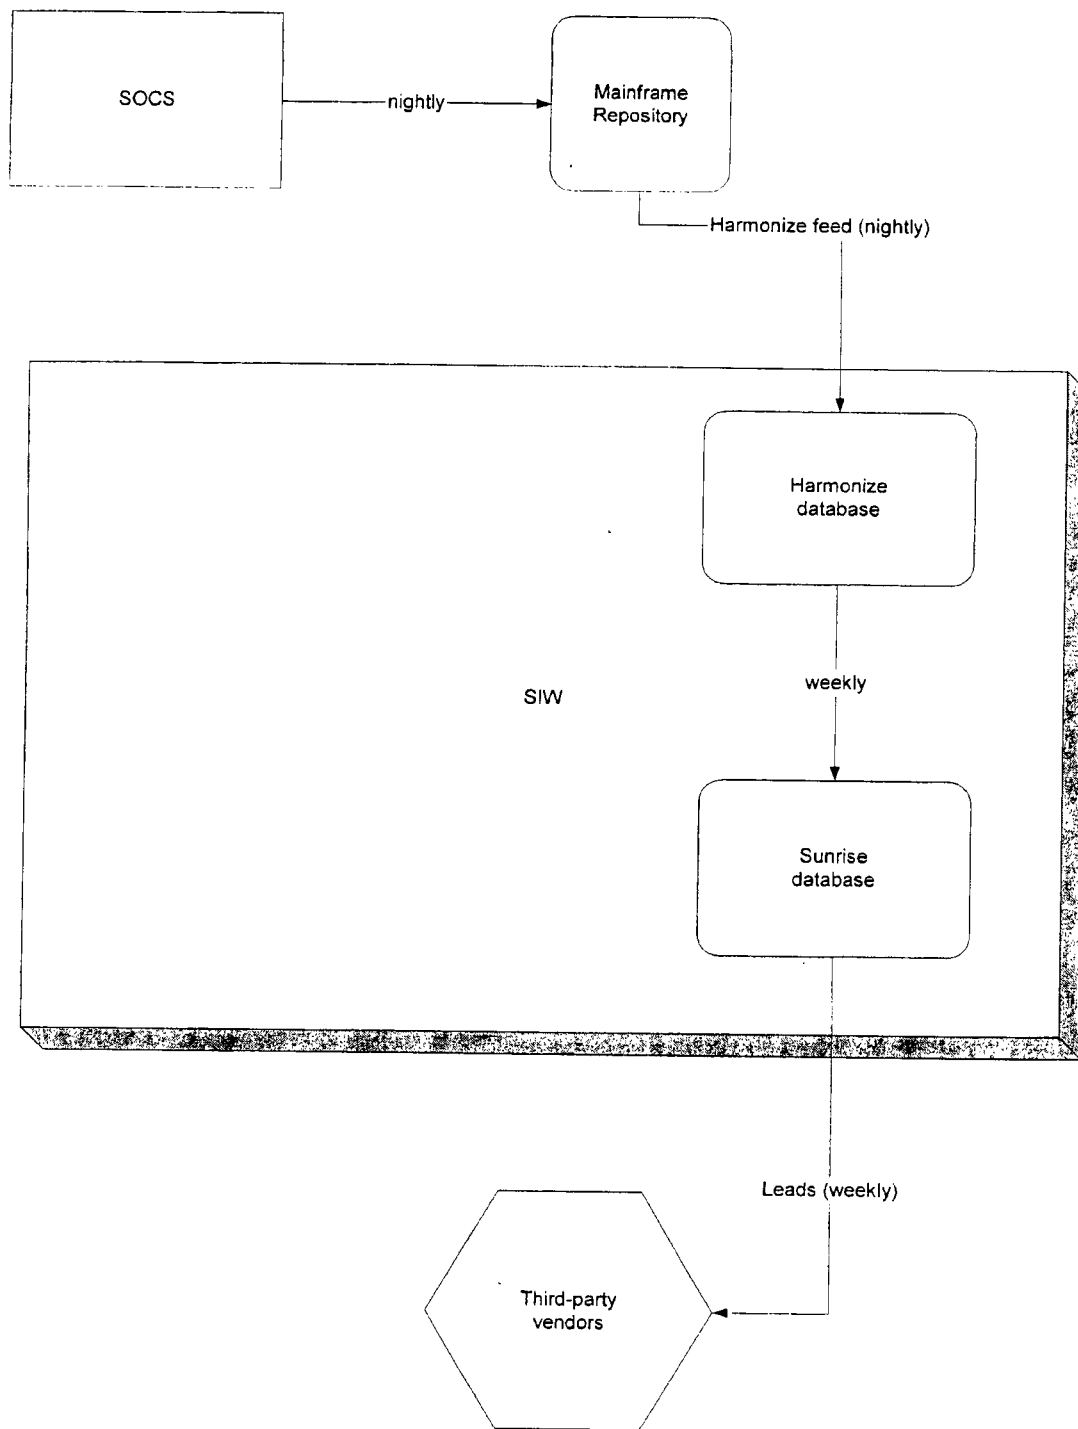 SOCS
nightly
Mainframe
Repository
Harmonize feed (nightly)
Harmonize
database
weekly
SIW
Sunrise
database
Leads (weekly)
Third-party
vendors